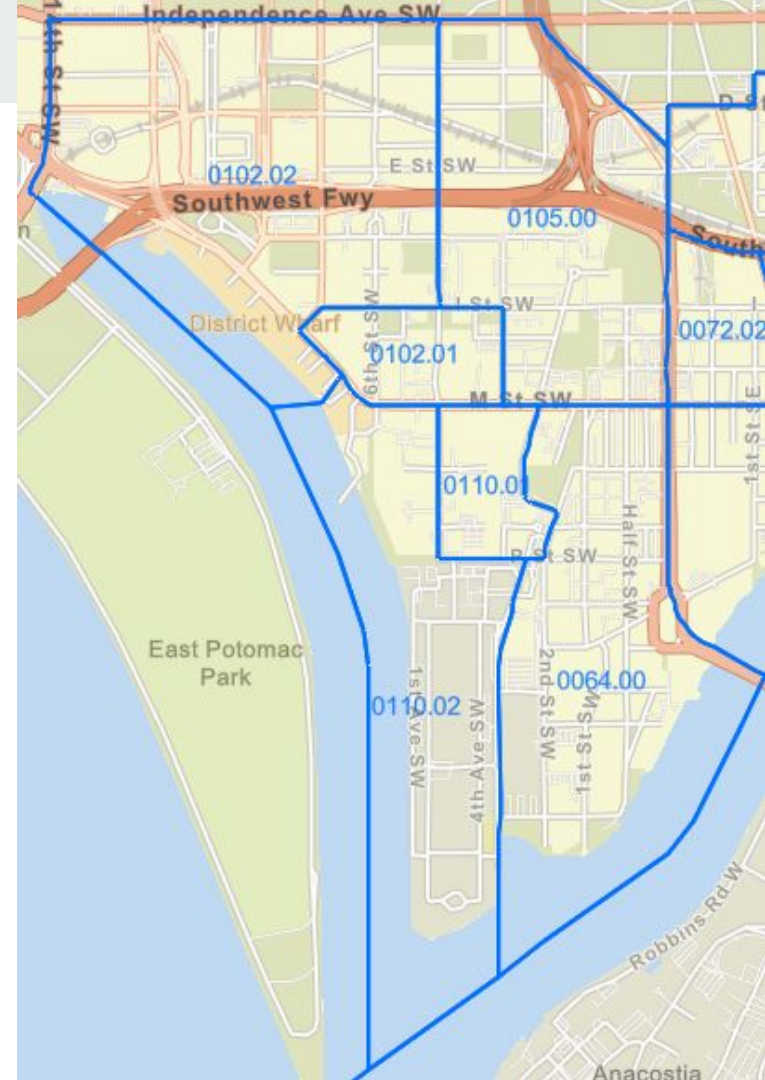 Independence Ave SW
14th St SW
D St
E St SW
0102.02
Southwest Fwy
0105.00
South
n
I St SW
I
District Wharf
6th St SW
0102.01
0072.02
M St SW
1st St SE
0110.01
Half St SW
P St SW
East Potomac
Park
2nd St SW
0064.00
1st Ave SW
0110.02
4th Ave SW
1st St SW
Robbins Rd W
Anacostia